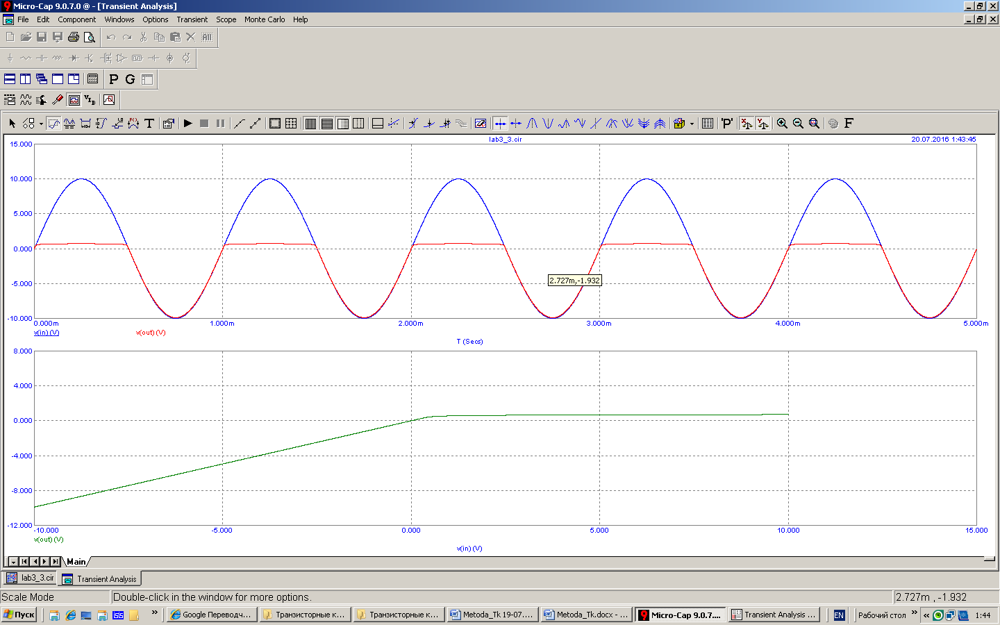 Micro-Cap 9.0.7.0 @ - [Transient Analysis]
File Edit Component Windows Options Transient Scope Monte Carlo Help
P G
T 'P' X Y F
lab3_3.cir 20.07.2016 1:43:45
15.000
10.000
5.000
0.000
-5.000
-10.000
2.727m,-1.932
0.000m 1.000m 2.000m 3.000m 4.000m 5.000m
v(in) (V) v(out) (V)
T (Secs)
8.000
4.000
0.000
-4.000
-8.000
-12.000
-10.000 -5.000 0.000 5.000 10.000 15.000
v(out) (V)
v(in) (V)
Main
lab3_3.cir Transient Analysis
Scale Mode Double-click in the window for more options. 2.727m , -1.932
Пуск ISIS » Google Переводч... Транзисторные к... Транзисторные к... Metoda_Tk 19-07.... Metoda_Tk.docx - ... Micro-Cap 9.0.7.... Transient Analysis ... EN Рабочий стол » « 1:44